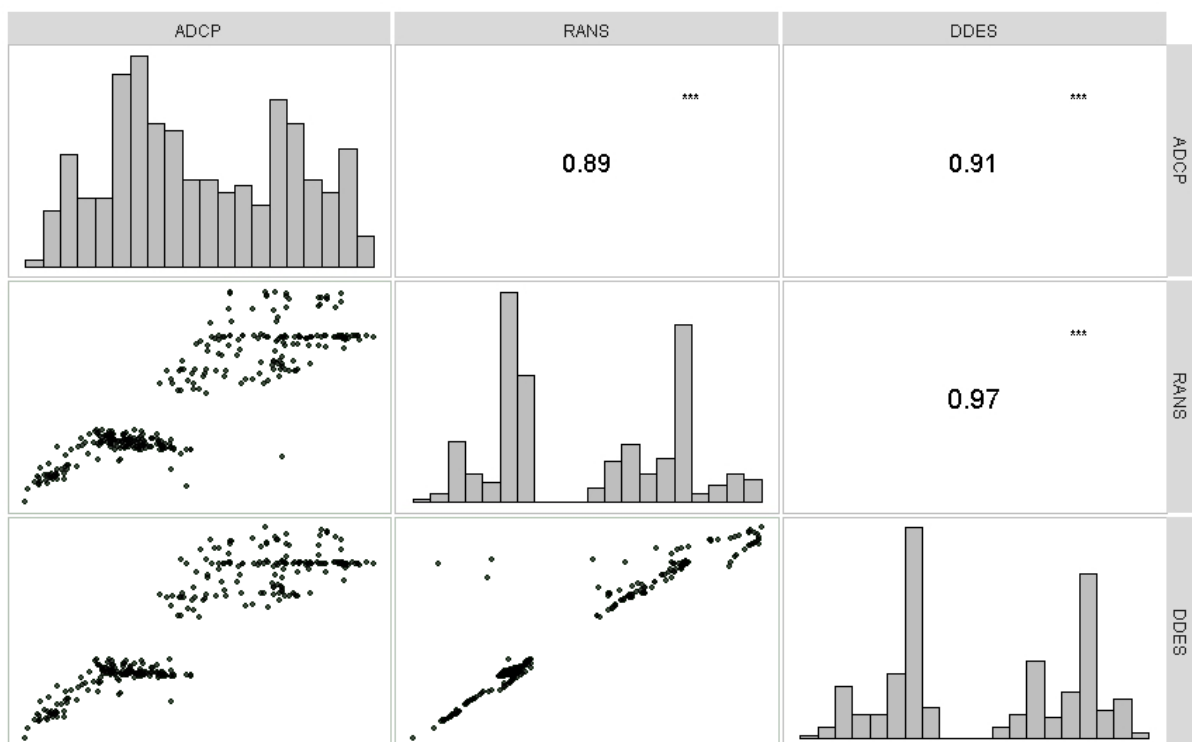 ADCP RANS DDES
*** ***
0.89 0.91
ADCP
***
0.97
RANS
DDES